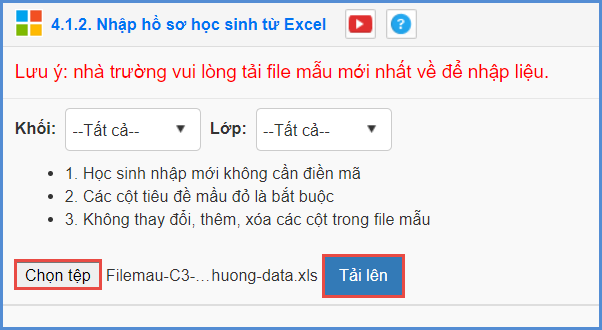 4.1.2. Nhập hồ sơ học sinh từ Excel ?
Lưu ý: nhà trường vui lòng tải file mẫu mới nhất về để nhập liệu.
Khối: --Tất cả-- Lớp: --Tất cả--
1. Học sinh nhập mới không cần điền mã
2. Các cột tiêu đề mầu đỏ là bắt buộc
3. Không thay đổi, thêm, xóa các cột trong file mẫu
Chọn tệp Filemau-C3-...huong-data.xls Tải lên